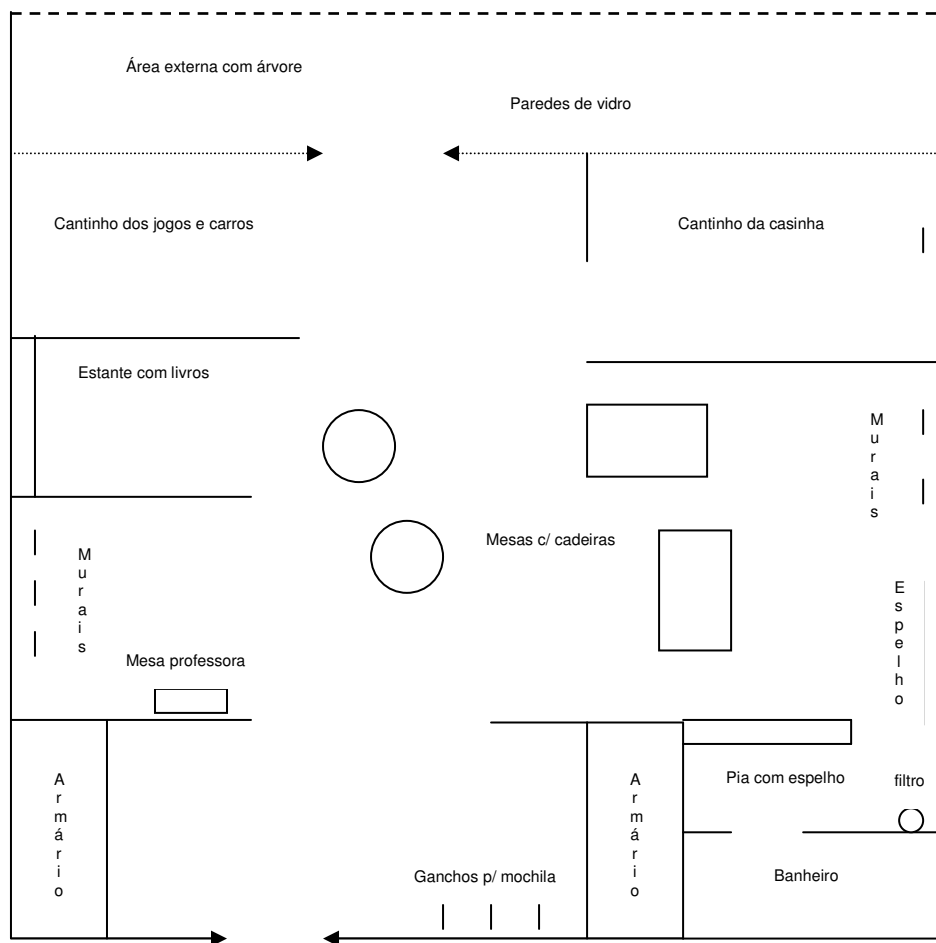 Área externa com árvore
Paredes de vidro
Cantinho dos jogos e carros
Cantinho da casinha
Estante com livros
Murais
Mesas c/ cadeiras
Murais
Espelho
Mesa professora
Armário
Armário
Pia com espelho
filtro
Ganchos p/ mochila
Banheiro